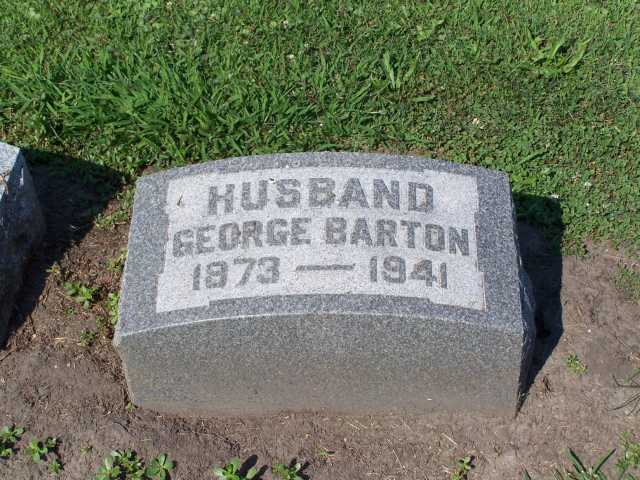 HUSBAND
GEORGE BARTON
1873 — 1941